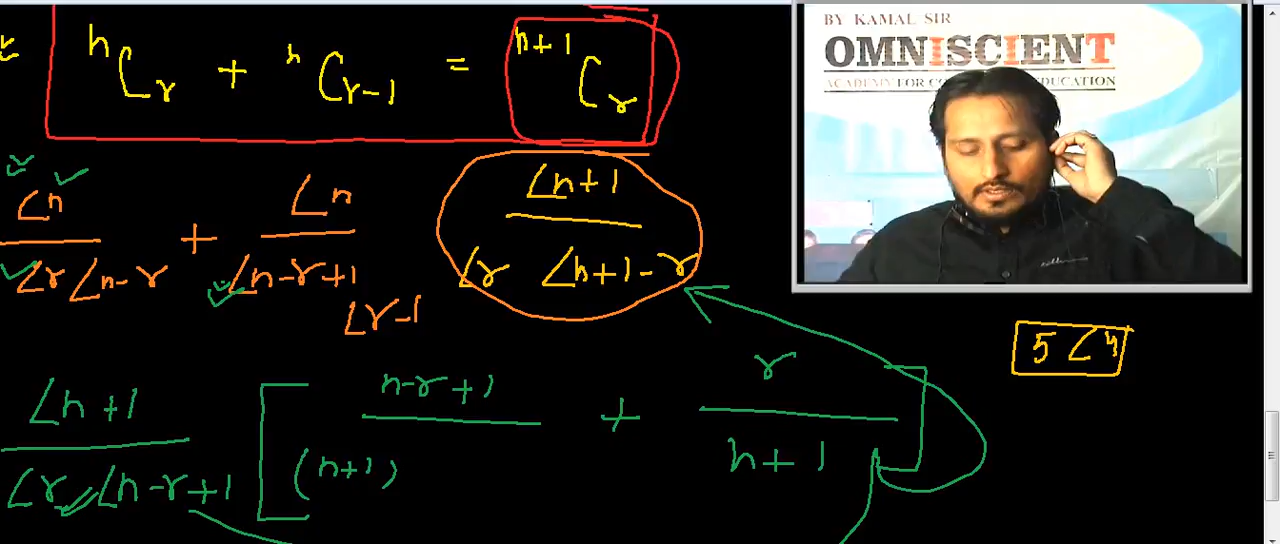 ⁿCᵣ + ⁿCᵣ₋₁ = ⁿ⁺¹Cᵣ
∠n / ∠r ∠n-r + ∠n / ∠n-r+1 ∠r-1
∠n+1 / ∠r ∠n+1-r
∠n+1 / ∠r ∠n-r+1 [ n-r+1 / (n+1) + r / n+1 ]
5 ∠4
BY KAMAL SIR
OMNISCIENT
ACADEMY FOR CO EDUCATION